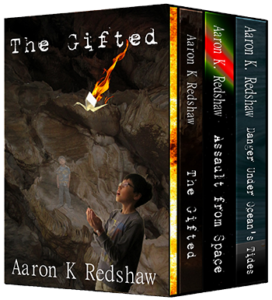 The Gifted
Aaron K Redshaw
Aaron K Redshaw
The Gifted
Aaron K. Redshaw
Assault from Space
Aaron K. Redshaw
Danger Under Ocean's Tides